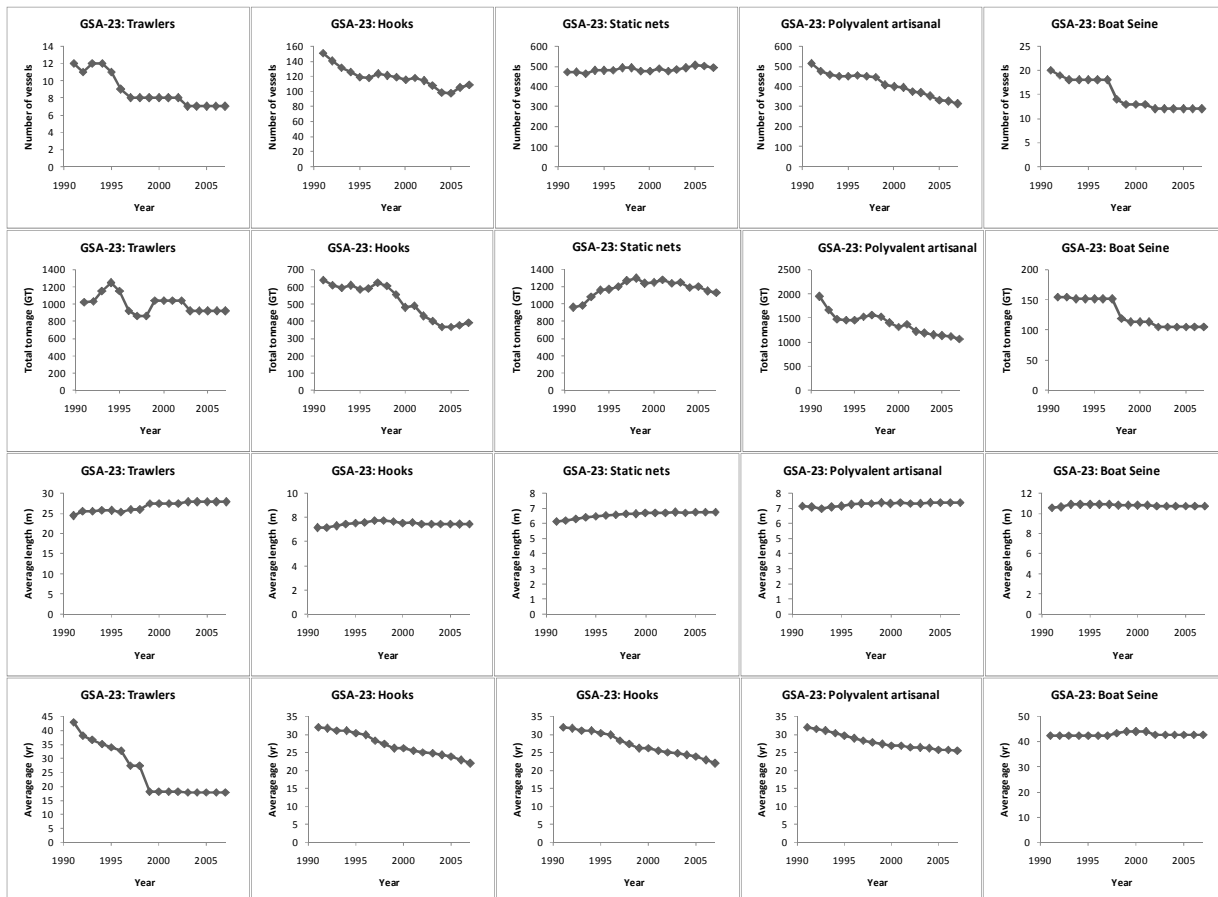 GSA-23: Trawlers
Number of vessels
14
12
10
8
6
4
2
0
1990 1995 2000 2005
Year
GSA-23: Hooks
Number of vessels
160
140
120
100
80
60
40
20
0
1990 1995 2000 2005
Year
GSA-23: Static nets
Number of vessels
600
500
400
300
200
100
0
1990 1995 2000 2005
Year
GSA-23: Polyvalent artisanal
Number of vessels
600
500
400
300
200
100
0
1990 1995 2000 2005
Year
GSA-23: Boat Seine
Number of vessels
25
20
15
10
5
0
1990 1995 2000 2005
Year
GSA-23: Trawlers
Total tonnage (GT)
1400
1200
1000
800
600
400
200
0
1990 1995 2000 2005
Year
GSA-23: Hooks
Total tonnage (GT)
700
600
500
400
300
200
100
0
1990 1995 2000 2005
Year
GSA-23: Static nets
Total tonnage (GT)
1400
1200
1000
800
600
400
200
0
1990 1995 2000 2005
Year
GSA-23: Polyvalent artisanal
Total tonnage (GT)
2500
2000
1500
1000
500
0
1990 1995 2000 2005
Year
GSA-23: Boat Seine
Total tonnage (GT)
200
150
100
50
0
1990 1995 2000 2005
Year
GSA-23: Trawlers
Average length (m)
30
25
20
15
10
5
0
1990 1995 2000 2005
Year
GSA-23: Hooks
Average length (m)
10
8
6
4
2
0
1990 1995 2000 2005
Year
GSA-23: Static nets
Average length (m)
8
7
6
5
4
3
2
1
0
1990 1995 2000 2005
Year
GSA-23: Polyvalent artisanal
Average length (m)
8
7
6
5
4
3
2
1
0
1990 1995 2000 2005
Year
GSA-23: Boat Seine
Average length (m)
12
10
8
6
4
2
0
1990 1995 2000 2005
Year
GSA-23: Trawlers
Average age (yr)
45
40
35
30
25
20
15
10
5
0
1990 1995 2000 2005
Year
GSA-23: Hooks
Average age (yr)
35
30
25
20
15
10
5
0
1990 1995 2000 2005
Year
GSA-23: Hooks
Average age (yr)
35
30
25
20
15
10
5
0
1990 1995 2000 2005
Year
GSA-23: Polyvalent artisanal
Average age (yr)
35
30
25
20
15
10
5
0
1990 1995 2000 2005
Year
GSA-23: Boat Seine
Average age (yr)
50
40
30
20
10
0
1990 1995 2000 2005
Year